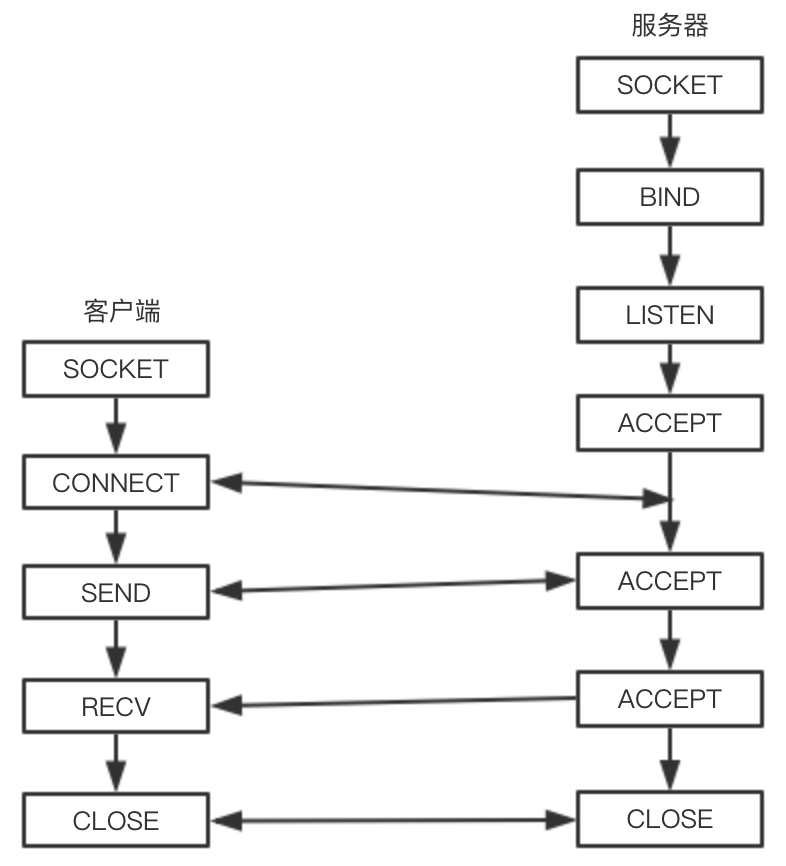 服务器
SOCKET
BIND
LISTEN
ACCEPT
ACCEPT
ACCEPT
CLOSE
客户端
SOCKET
CONNECT
SEND
RECV
CLOSE